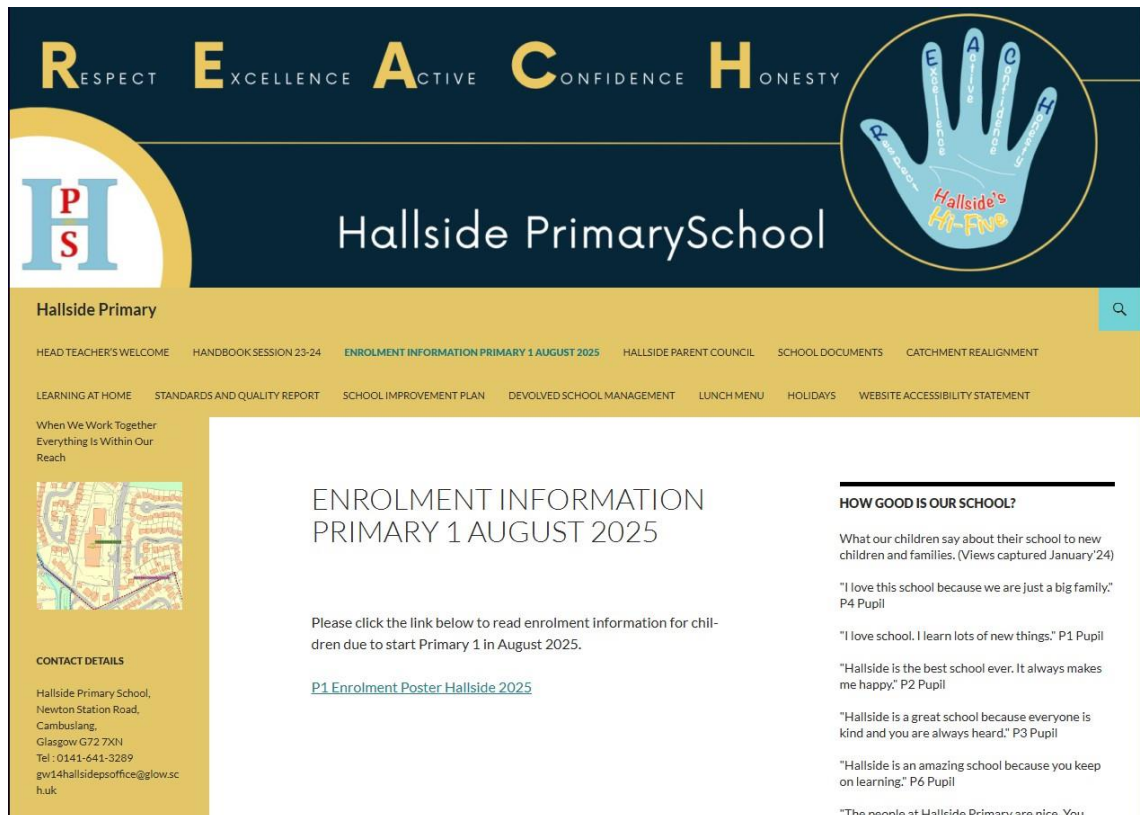 RESPECT EXCELLENCE ACTIVE CONFIDENCE HONESTY
Respect
Excellence
Active
Confidence
Honesty
Hallside's
Hi-Five
P
S
Hallside PrimarySchool
Hallside Primary
HEAD TEACHER'S WELCOME HANDBOOK SESSION 23-24 ENROLMENT INFORMATION PRIMARY 1 AUGUST 2025 HALLSIDE PARENT COUNCIL SCHOOL DOCUMENTS CATCHMENT REALIGNMENT
LEARNING AT HOME STANDARDS AND QUALITY REPORT SCHOOL IMPROVEMENT PLAN DEVOLVED SCHOOL MANAGEMENT LUNCH MENU HOLIDAYS WEBSITE ACCESSIBILITY STATEMENT
When We Work Together
Everything Is Within Our
Reach
CONTACT DETAILS
Hallside Primary School,
Newton Station Road,
Cambuslang,
Glasgow G72 7XN
Tel : 0141-641-3289
gw14hallsidepsoffice@glow.sc
h.uk
ENROLMENT INFORMATION
PRIMARY 1 AUGUST 2025
Please click the link below to read enrolment information for chil-
dren due to start Primary 1 in August 2025.
P1 Enrolment Poster Hallside 2025
HOW GOOD IS OUR SCHOOL?
What our children say about their school to new
children and families. (Views captured January'24)
"I love this school because we are just a big family."
P4 Pupil
"I love school. I learn lots of new things." P1 Pupil
"Hallside is the best school ever. It always makes
me happy." P2 Pupil
"Hallside is a great school because everyone is
kind and you are always heard." P3 Pupil
"Hallside is an amazing school because you keep
on learning." P6 Pupil
"The people at Hallside Primary are nice. You